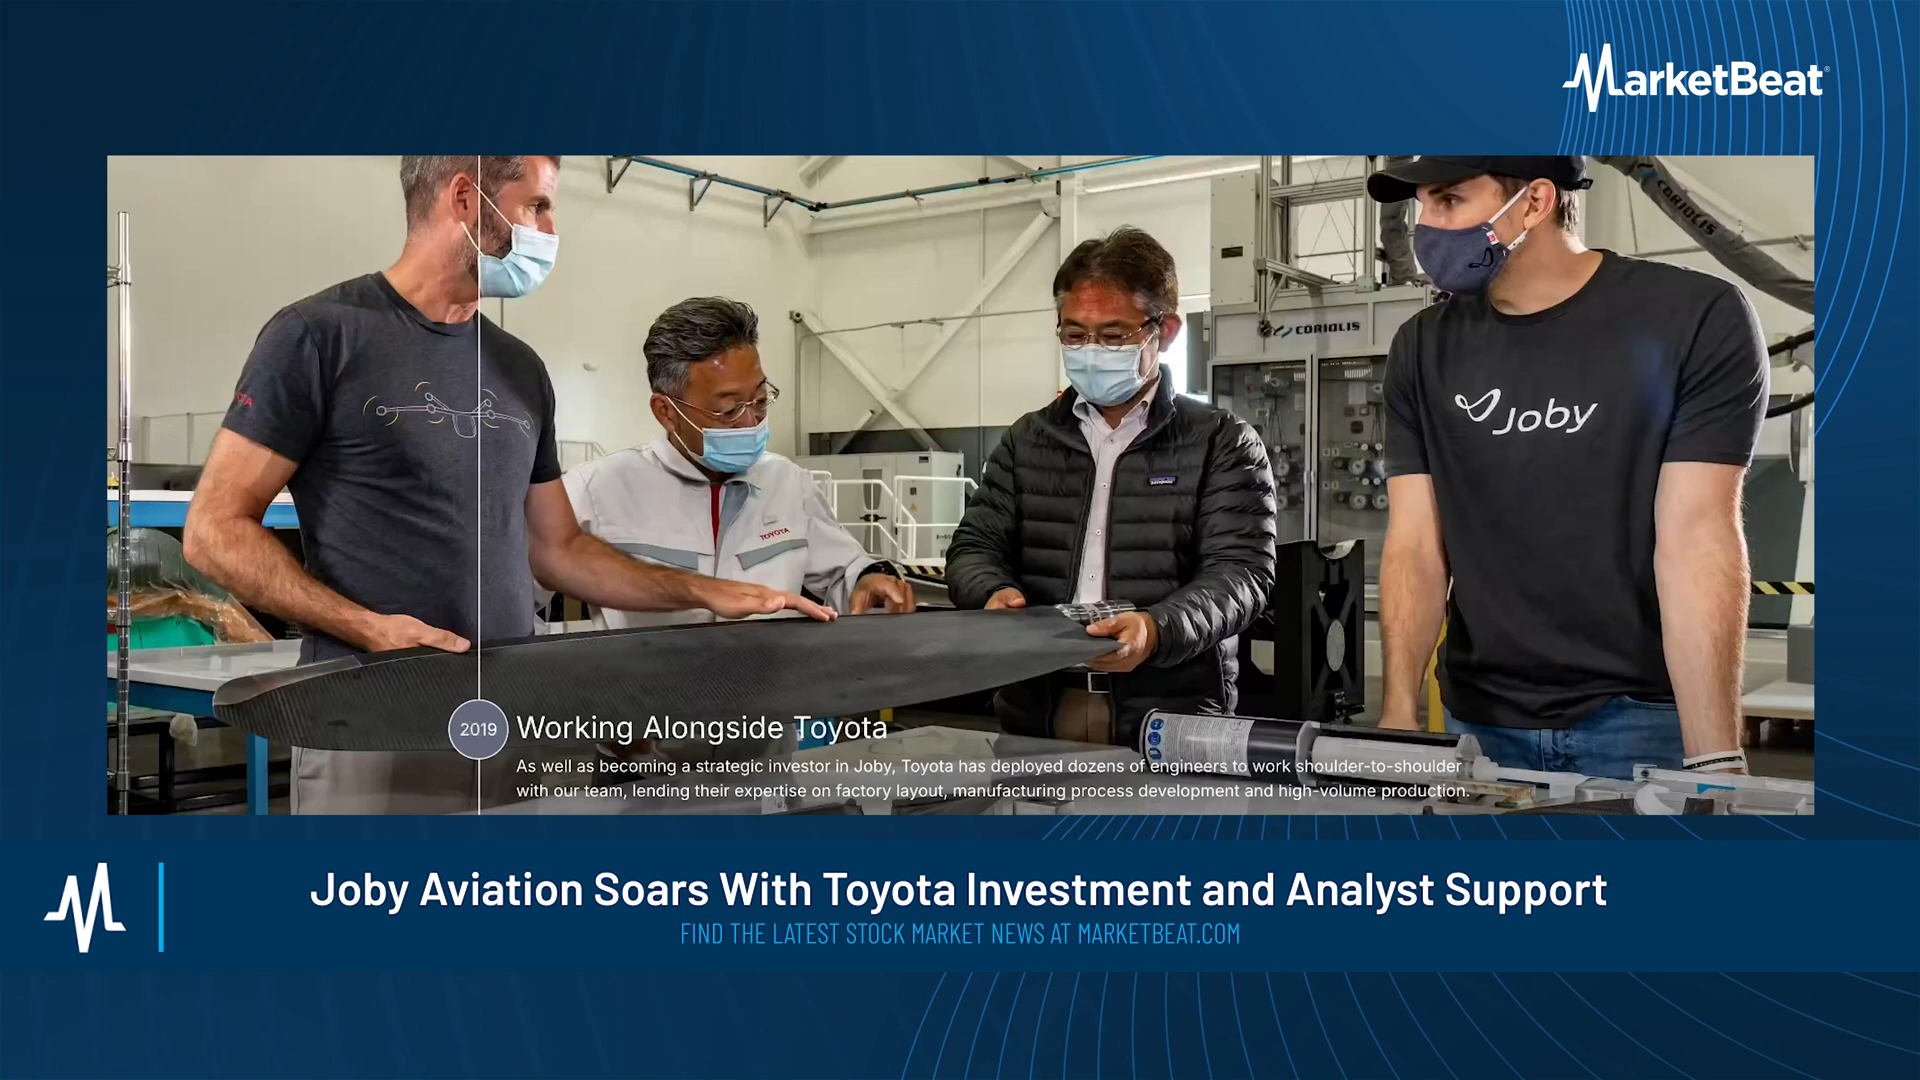 MarketBeat®
CORIOLIS
CORIOLIS
TOYOTA
patagonia
Joby
2019
Working Alongside Toyota
As well as becoming a strategic investor in Joby, Toyota has deployed dozens of engineers to work shoulder-to-shoulder
with our team, lending their expertise on factory layout, manufacturing process development and high-volume production.
Joby Aviation Soars With Toyota Investment and Analyst Support
FIND THE LATEST STOCK MARKET NEWS AT MARKETBEAT.COM